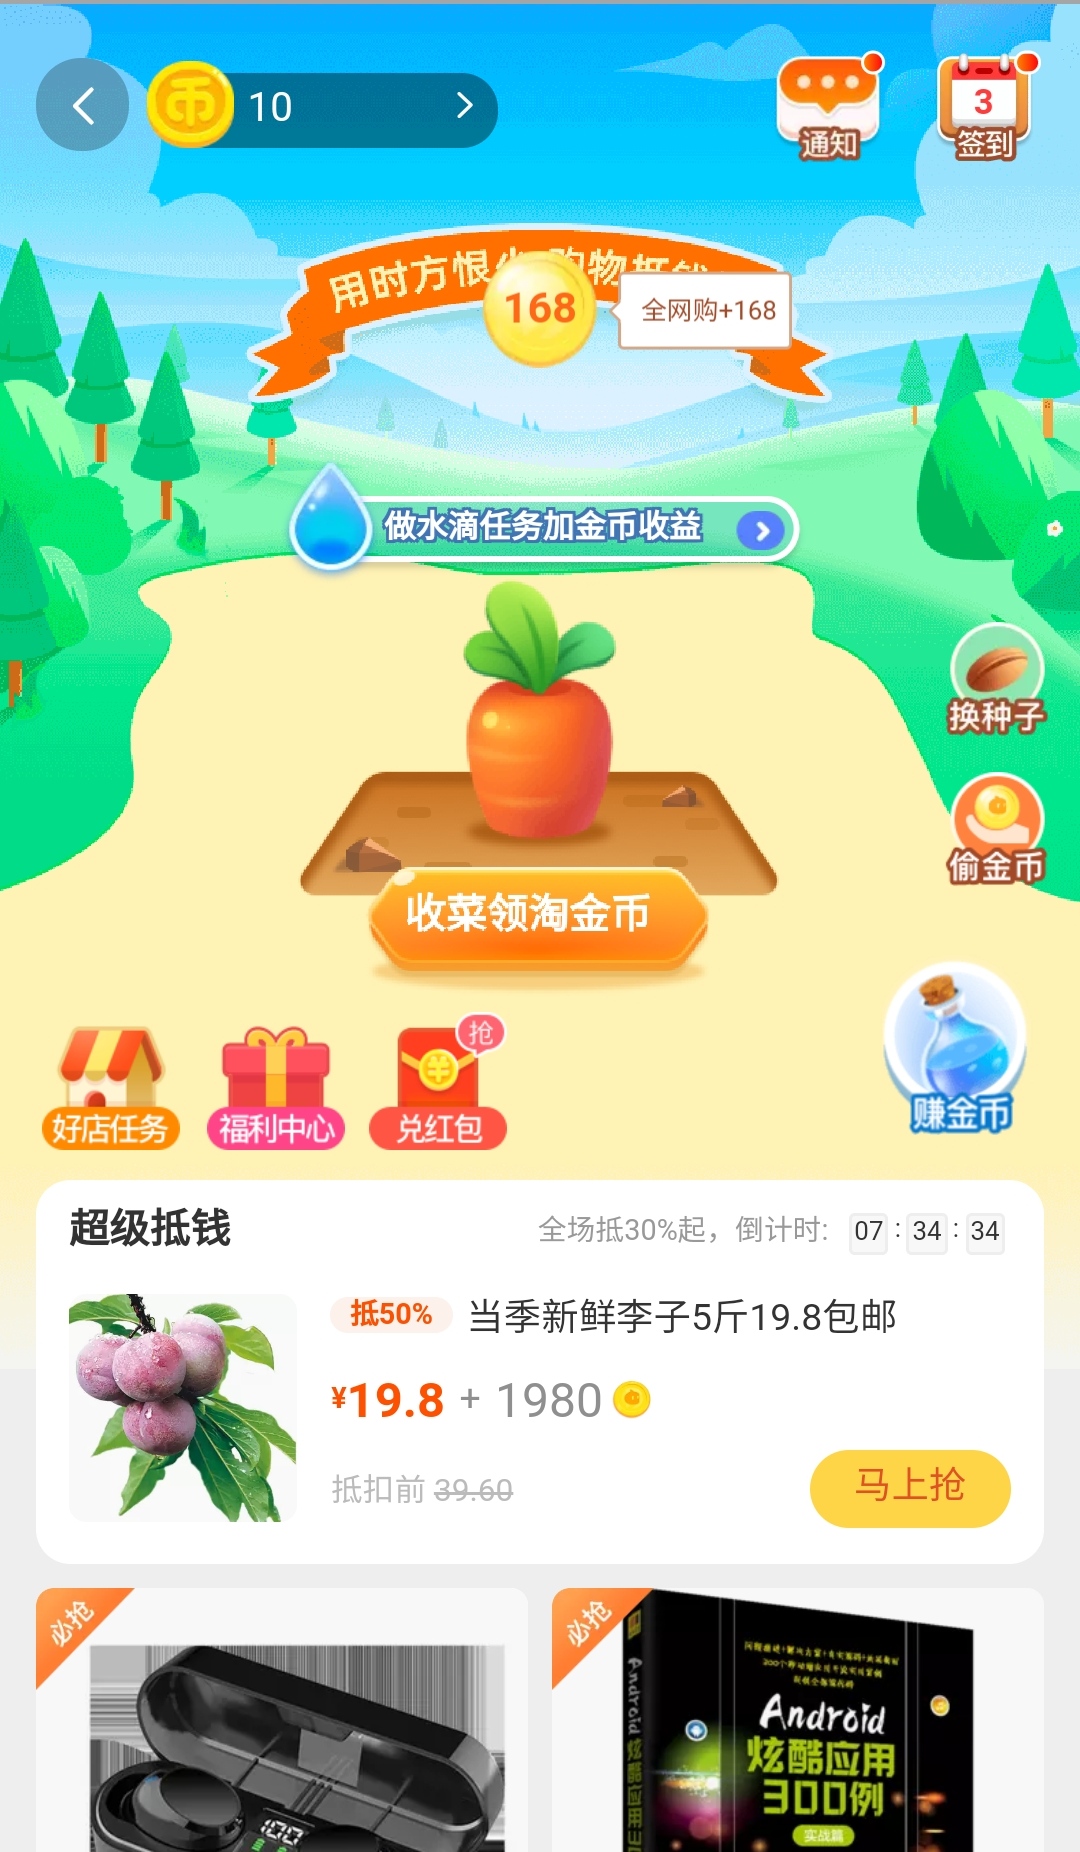 币 10
通知
3
签到
用时方恨少 购物抵钱
168
全网购+168
做水滴任务加金币收益
换种子
偷金币
收菜领淘金币
抢
好店任务
福利中心
兑红包
赚金币
超级抵钱
全场抵30%起，倒计时: 07 : 34 : 34
抵50% 当季新鲜李子5斤19.8包邮
¥19.8 + 1980
抵扣前 39.60
马上抢
必抢
100
必抢
Android
炫酷应用
300例
实战篇
Android 炫酷应用3